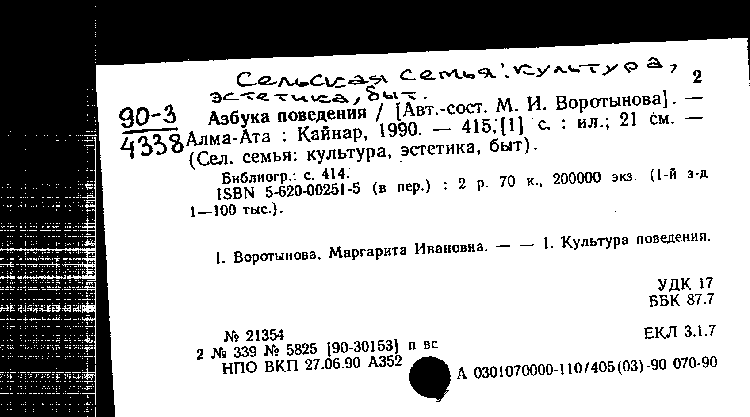 Сельская семья: культура,
эстетика, быт.
2
90-3
4338
Азбука поведения / [Авт.-сост. М. И. Воротынова]. —
Алма-Ата : Кайнар, 1990. — 415,[1] с. : ил.; 21 см. —
(Сел. семья: культура, эстетика, быт).
Библиогр.: с. 414.
ISBN 5-620-00251-5 (в пер.) : 2 р. 70 к., 200000 экз. (1-й з-д
1—100 тыс.).
1. Воротынова, Маргарита Ивановна. — — 1. Культура поведения.
УДК 17
ББК 87.7
№ 21354
2 № 339 № 5825 [90-30153] п вс
ЕКЛ 3.1.7
НПО ВКП 27.06.90 А352
А 0301070000-110/405(03)-90 070-90